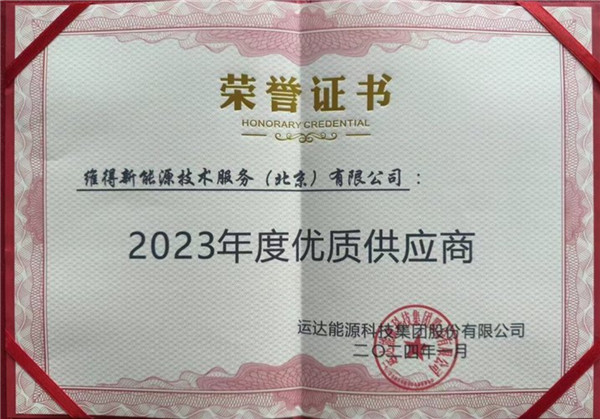 荣誉证书
HONORARY CREDENTIAL
维得新能源技术服务（北京）有限公司：
2023年度优质供应商
运达能源科技集团股份有限公司
二〇二四年 月